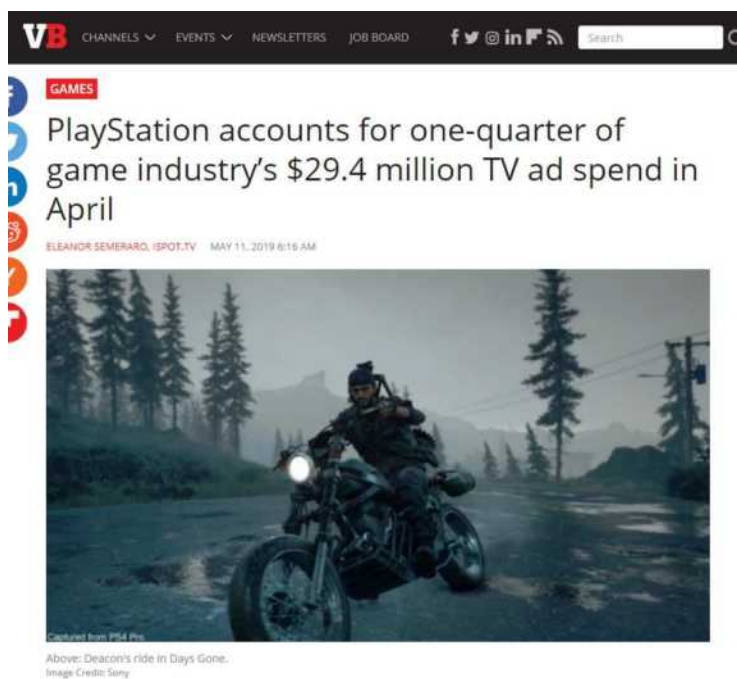 VB CHANNELS EVENTS NEWSLETTERS JOB BOARD Search
GAMES
PlayStation accounts for one-quarter of
game industry's $29.4 million TV ad spend in
April
ELEANOR SEMERARO, ISPOT.TV MAY 11, 2019 6:16 AM
Captured from PS4 Pro
Above: Deacon's ride in Days Gone.
Image Credit: Sony